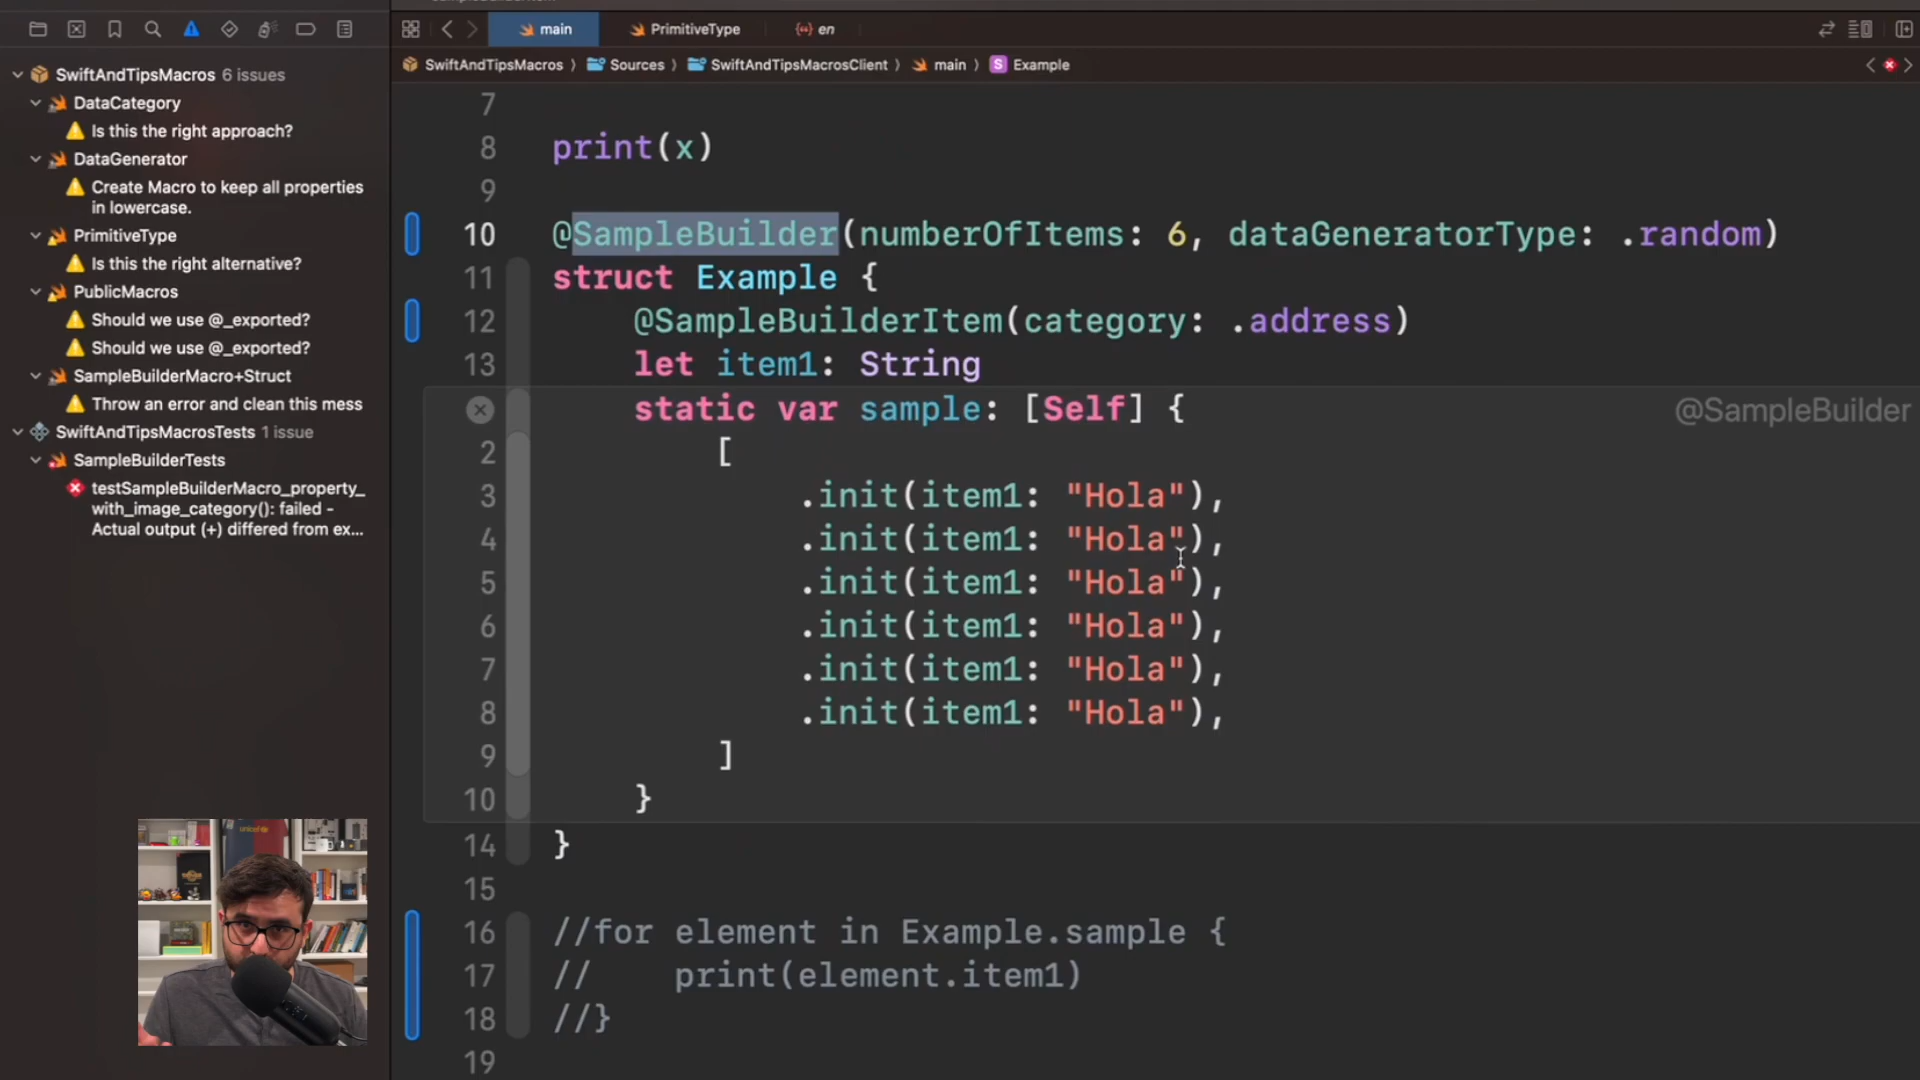 main
PrimitiveType
en
SwiftAndTipsMacros 〉 Sources 〉 SwiftAndTipsMacrosClient 〉 main 〉 S Example
SwiftAndTipsMacros 6 issues
DataCategory
Is this the right approach?
DataGenerator
Create Macro to keep all properties
in lowercase.
PrimitiveType
Is this the right alternative?
PublicMacros
Should we use @_exported?
Should we use @_exported?
SampleBuilderMacro+Struct
Throw an error and clean this mess
SwiftAndTipsMacrosTests 1 issue
SampleBuilderTests
testSampleBuilderMacro_property_
with_image_category(): failed -
Actual output (+) differed from ex...
7
8 print(x)
9
10 @SampleBuilder(numberOfItems: 6, dataGeneratorType: .random)
11 struct Example {
12 @SampleBuilderItem(category: .address)
13 let item1: String
static var sample: [Self] {
@SampleBuilder
2 [
3 .init(item1: "Hola"),
4 .init(item1: "Hola"),
5 .init(item1: "Hola"),
6 .init(item1: "Hola"),
7 .init(item1: "Hola"),
8 .init(item1: "Hola"),
9 ]
10 }
14 }
15
16 //for element in Example.sample {
17 // print(element.item1)
18 //}
19
unicef